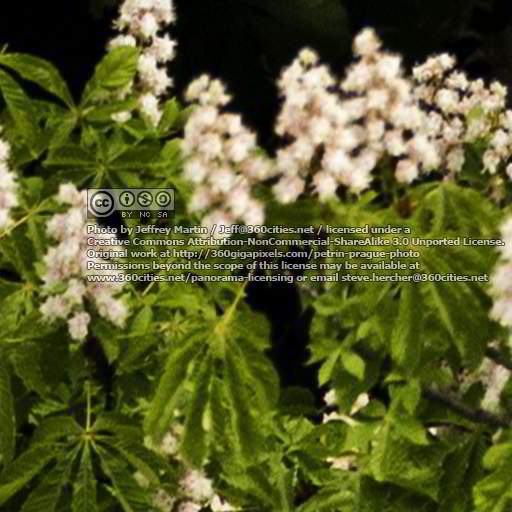 cc
BY NC SA
Photo by Jeffrey Martin / Jeff@360cities.net / licensed under a
Creative Commons Attribution-NonCommercial-ShareAlike 3.0 Unported License.
Original work at http://360gigapixels.com/petrin-prague-photo
Permissions beyond the scope of this license may be available at
www.360cities.net/panorama-licensing or email steve.hercher@360cities.net